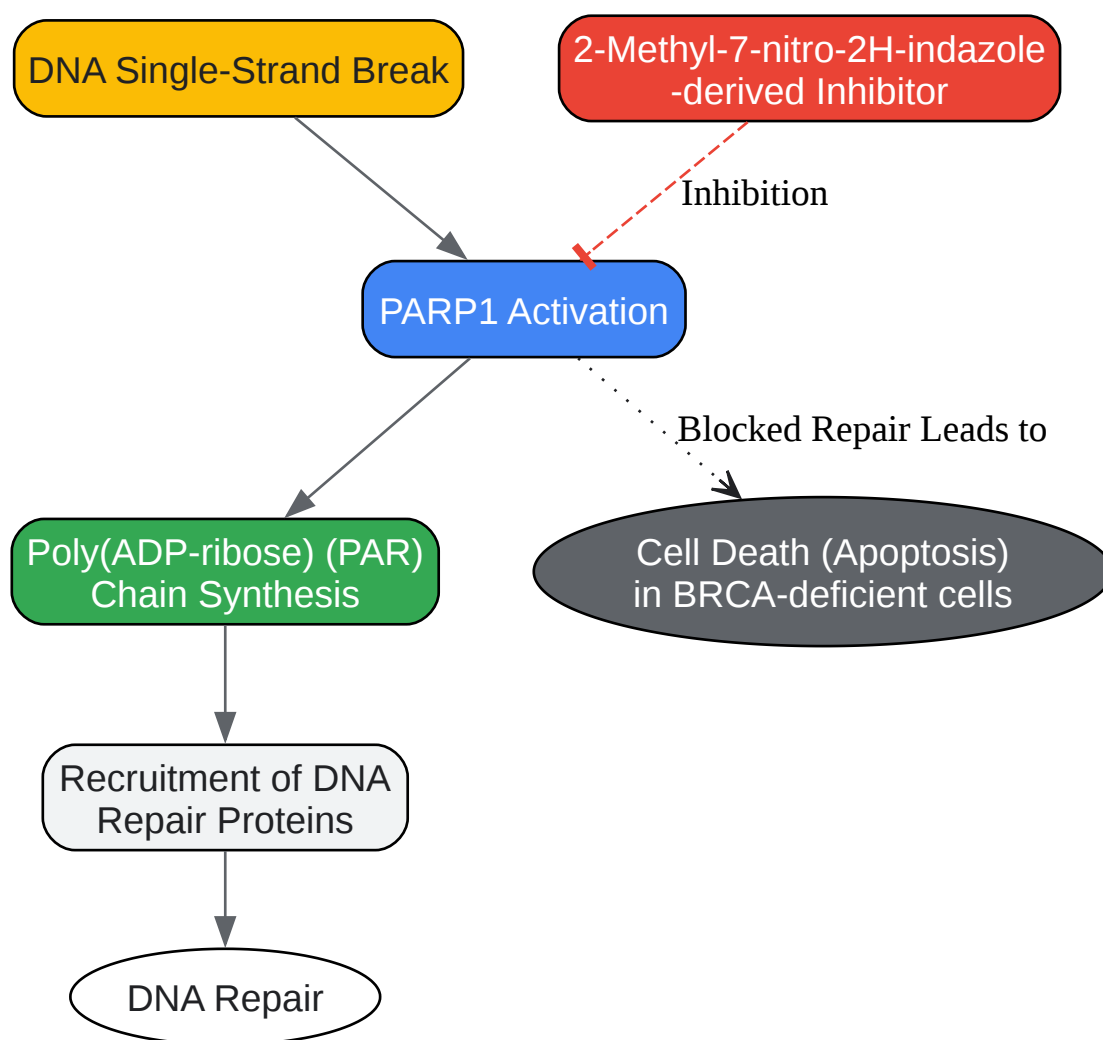 DNA Single-Strand Break
2-Methyl-7-nitro-2H-indazole
-derived Inhibitor
Inhibition
PARP1 Activation
Blocked Repair Leads to
Poly(ADP-ribose) (PAR)
Chain Synthesis
Cell Death (Apoptosis)
in BRCA-deficient cells
Recruitment of DNA
Repair Proteins
DNA Repair